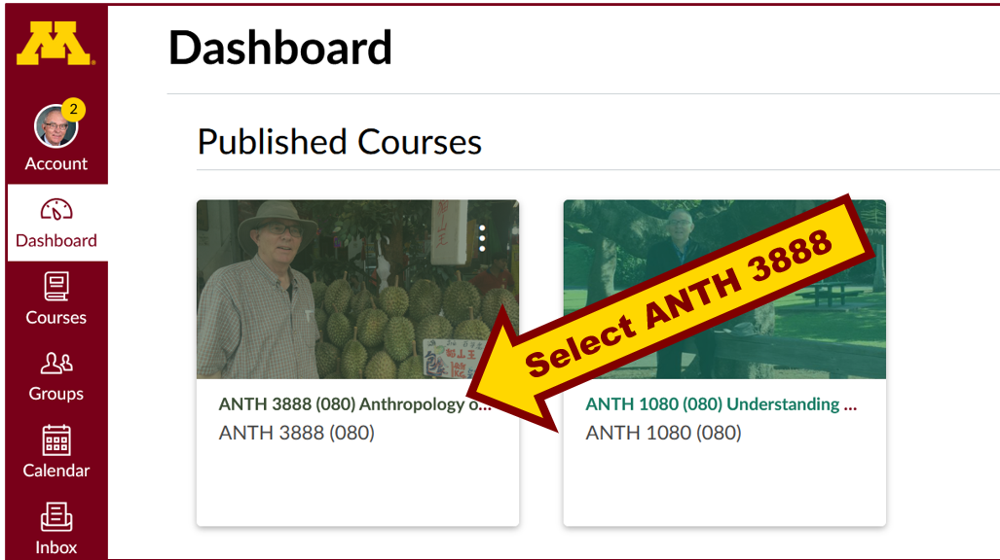 M
Dashboard
2
Account
Dashboard
Courses
Groups
Calendar
Inbox
Published Courses
Select ANTH 3888
ANTH 3888 (080) Anthropology o...
ANTH 3888 (080)
ANTH 1080 (080) Understanding ...
ANTH 1080 (080)